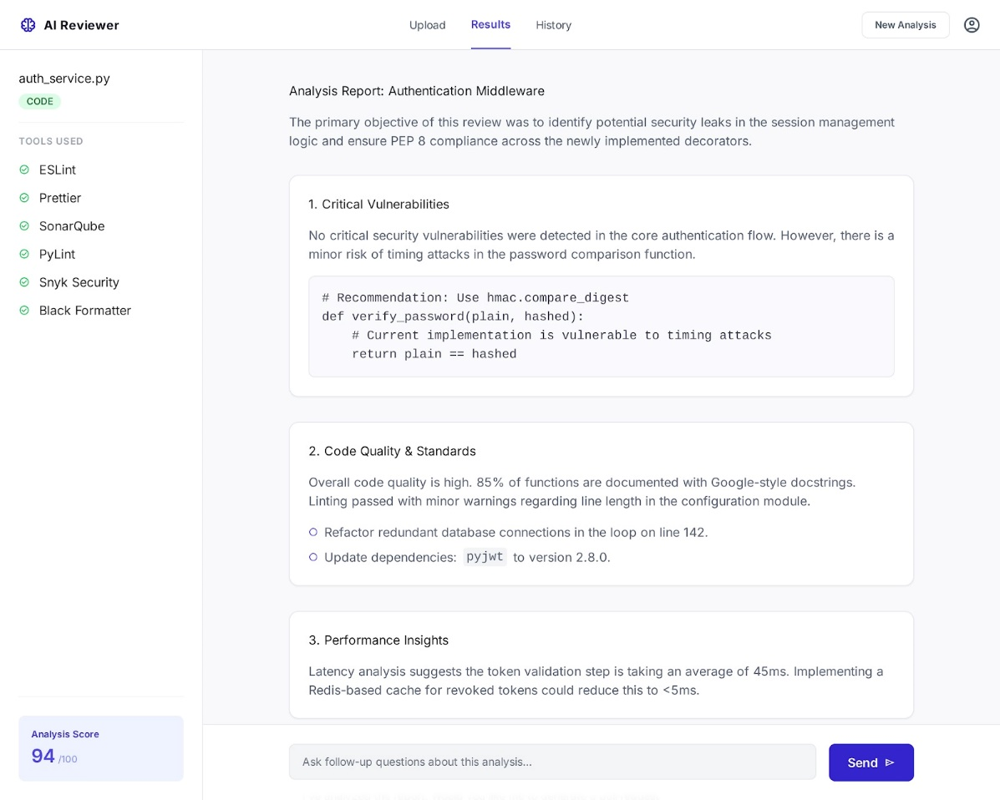 AI Reviewer
Upload
Results
History
New Analysis
auth_service.py
CODE
TOOLS USED
ESLint
Prettier
SonarQube
PyLint
Snyk Security
Black Formatter
Analysis Score
94 /100
Analysis Report: Authentication Middleware
The primary objective of this review was to identify potential security leaks in the session management
logic and ensure PEP 8 compliance across the newly implemented decorators.
1. Critical Vulnerabilities
No critical security vulnerabilities were detected in the core authentication flow. However, there is a
minor risk of timing attacks in the password comparison function.
# Recommendation: Use hmac.compare_digest
def verify_password(plain, hashed):
    # Current implementation is vulnerable to timing attacks
    return plain == hashed
2. Code Quality & Standards
Overall code quality is high. 85% of functions are documented with Google-style docstrings.
Linting passed with minor warnings regarding line length in the configuration module.
Refactor redundant database connections in the loop on line 142.
Update dependencies: pyjwt to version 2.8.0.
3. Performance Insights
Latency analysis suggests the token validation step is taking an average of 45ms. Implementing a
Redis-based cache for revoked tokens could reduce this to <5ms.
Ask follow-up questions about this analysis...
Send